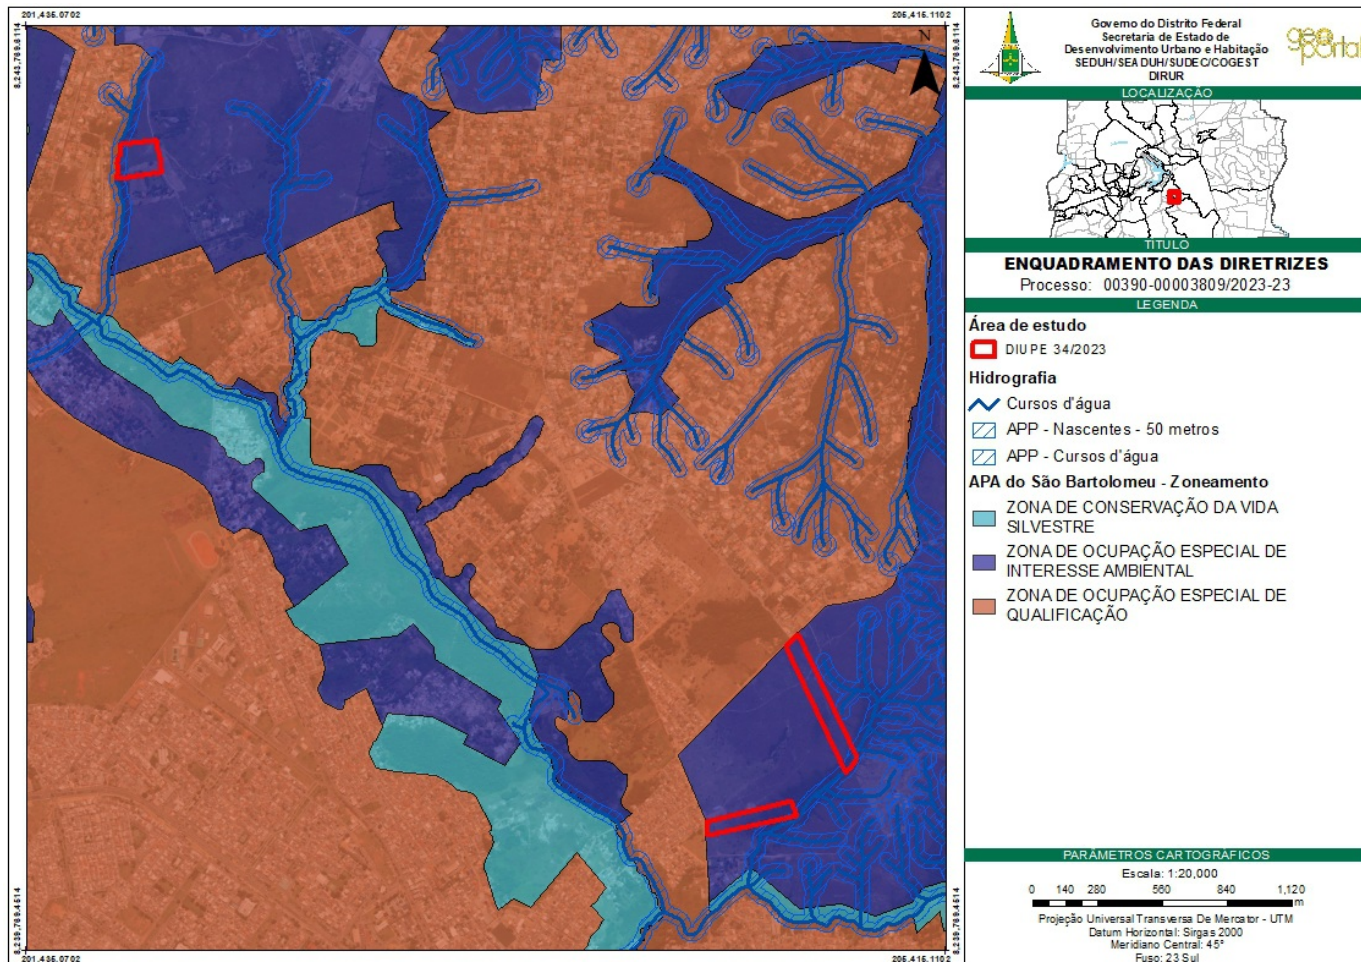 201,435.0702
205,415.1102
8,243,769.8114
8,243,769.8114
N
8,239,769.4514
8,239,769.4514
201,435.0702
205,415.1102
Governo do Distrito Federal
Secretaria de Estado de
Desenvolvimento Urbano e Habitação
SEDUH/SEADUH/SUDEC/COGEST
DIRUR
geo
portal
LOCALIZAÇÃO
TÍTULO
ENQUADRAMENTO DAS DIRETRIZES
Processo: 00390-00003809/2023-23
LEGENDA
Área de estudo
DIUPE 34/2023
Hidrografia
Cursos d'água
APP - Nascentes - 50 metros
APP - Cursos d'água
APA do São Bartolomeu - Zoneamento
ZONA DE CONSERVAÇÃO DA VIDA
SILVESTRE
ZONA DE OCUPAÇÃO ESPECIAL DE
INTERESSE AMBIENTAL
ZONA DE OCUPAÇÃO ESPECIAL DE
QUALIFICAÇÃO
PARÂMETROS CARTOGRÁFICOS
Escala: 1:20,000
0 140 280 560 840 1,120
m
Projeção Universal Transversa De Mercator - UTM
Datum Horizontal: Sirgas 2000
Meridiano Central: 45°
Fuso: 23 Sul